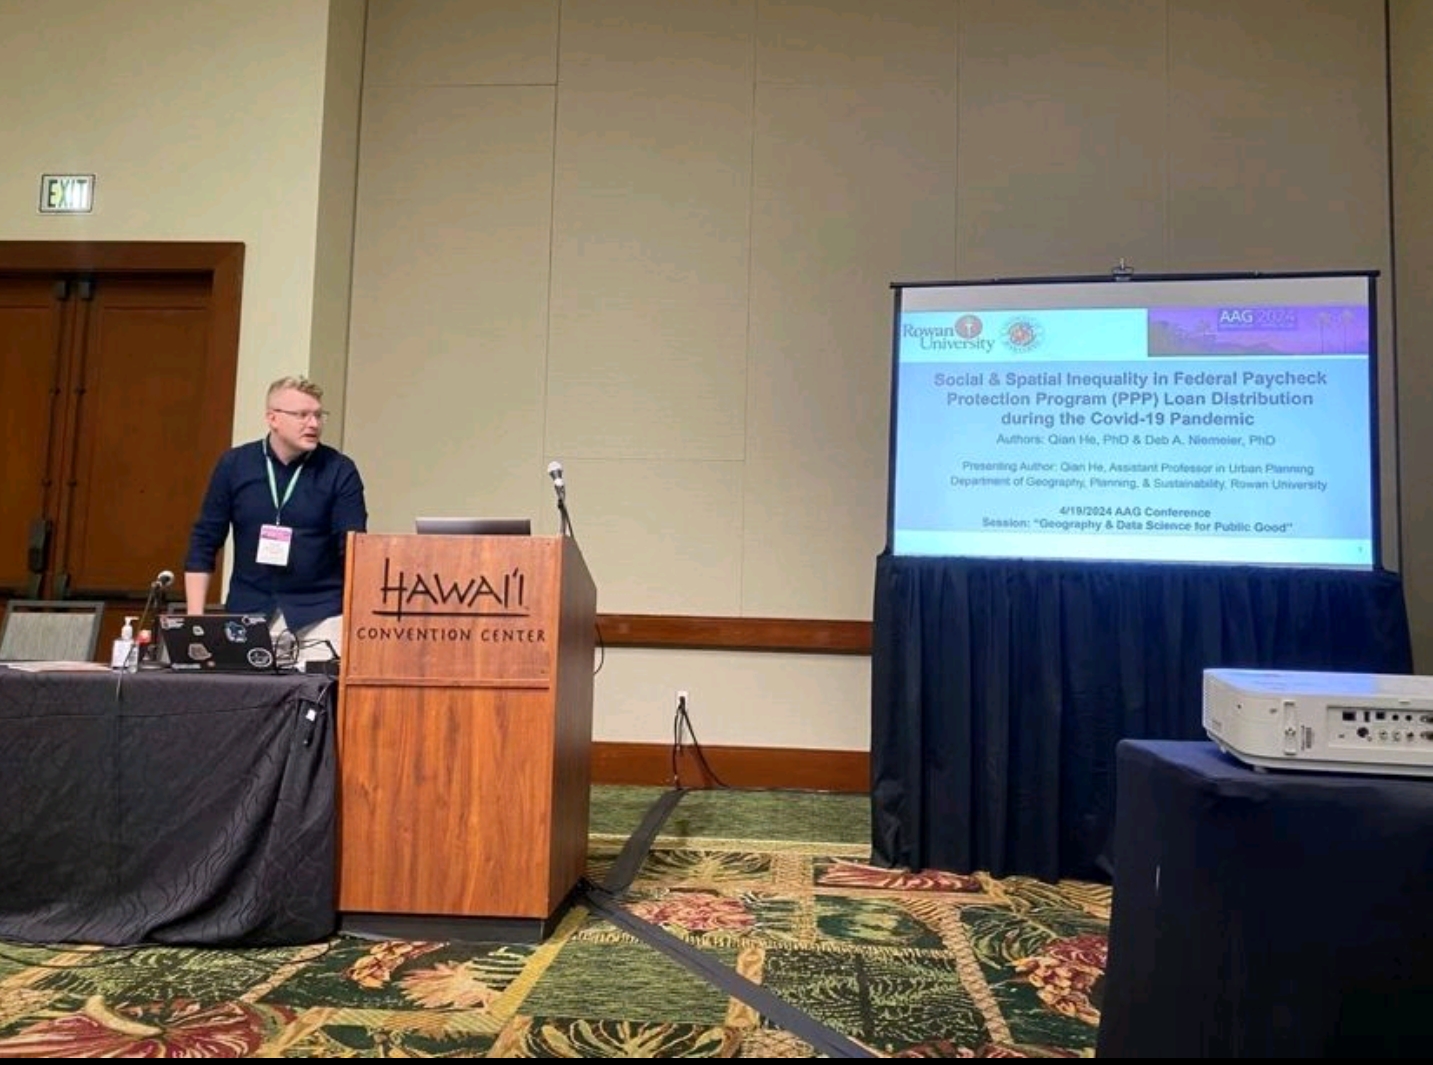 EXIT
HAWAI'I
CONVENTION CENTER
Rowan
University
AAG 2024
Social & Spatial Inequality in Federal Paycheck
Protection Program (PPP) Loan Distribution
during the Covid-19 Pandemic
Authors: Qian He, PhD & Deb A. Niemeier, PhD
Presenting Author: Qian He, Assistant Professor in Urban Planning
Department of Geography, Planning, & Sustainability, Rowan University
4/19/2024 AAG Conference
Session: "Geography & Data Science for Public Good"